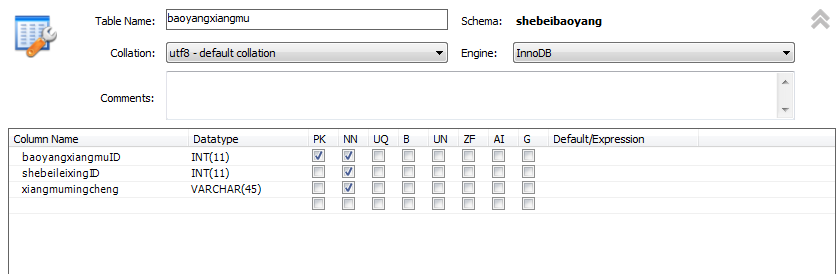 Table Name: baoyangxiangmu Schema: shebeibaoyang
Collation: utf8 - default collation Engine: InnoDB
Comments:
Column Name Datatype PK NN UQ B UN ZF AI G Default/Expression
baoyangxiangmuID INT(11)
shebeileixingID INT(11)
xiangmumingcheng VARCHAR(45)